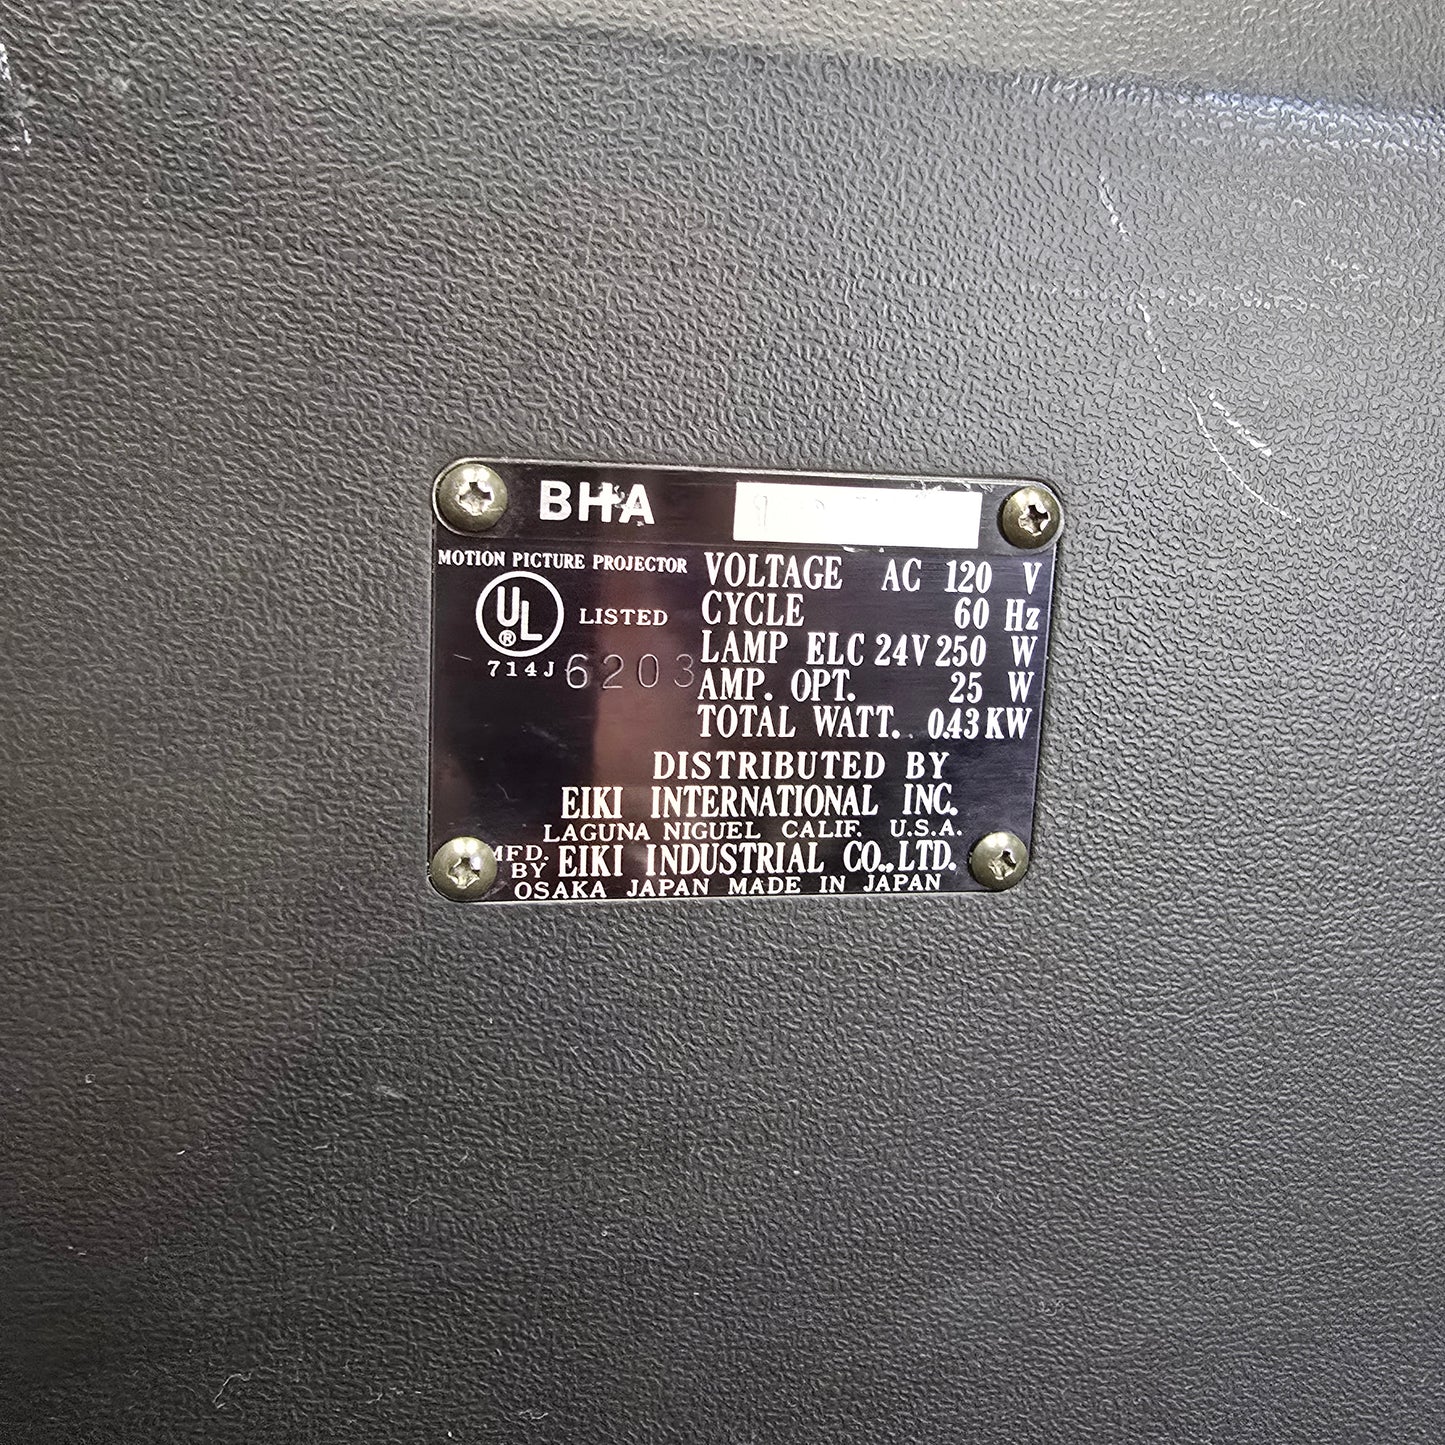 BHA
MOTION PICTURE PROJECTOR
UL ® LISTED
714J 6203
VOLTAGE AC 120 V
CYCLE 60 Hz
LAMP ELC 24V 250 W
AMP. OPT. 25 W
TOTAL WATT. 0.43 KW
DISTRIBUTED BY
EIKI INTERNATIONAL INC.
LAGUNA NIGUEL CALIF. U.S.A.
MFD. BY EIKI INDUSTRIAL CO., LTD.
OSAKA JAPAN MADE IN JAPAN